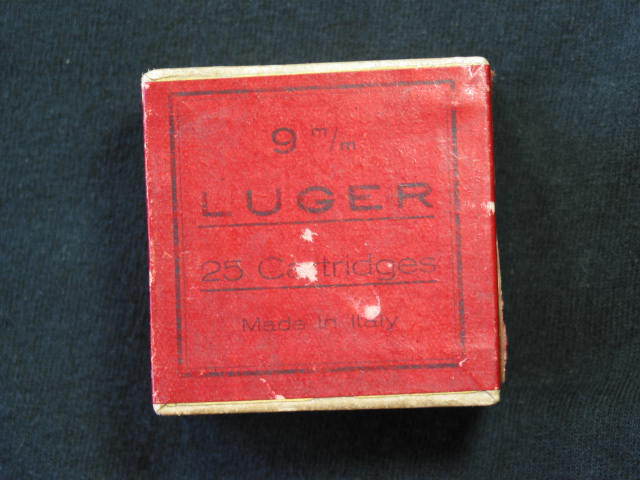 9 m/m
LUGER
25 Cartridges
Made in Italy